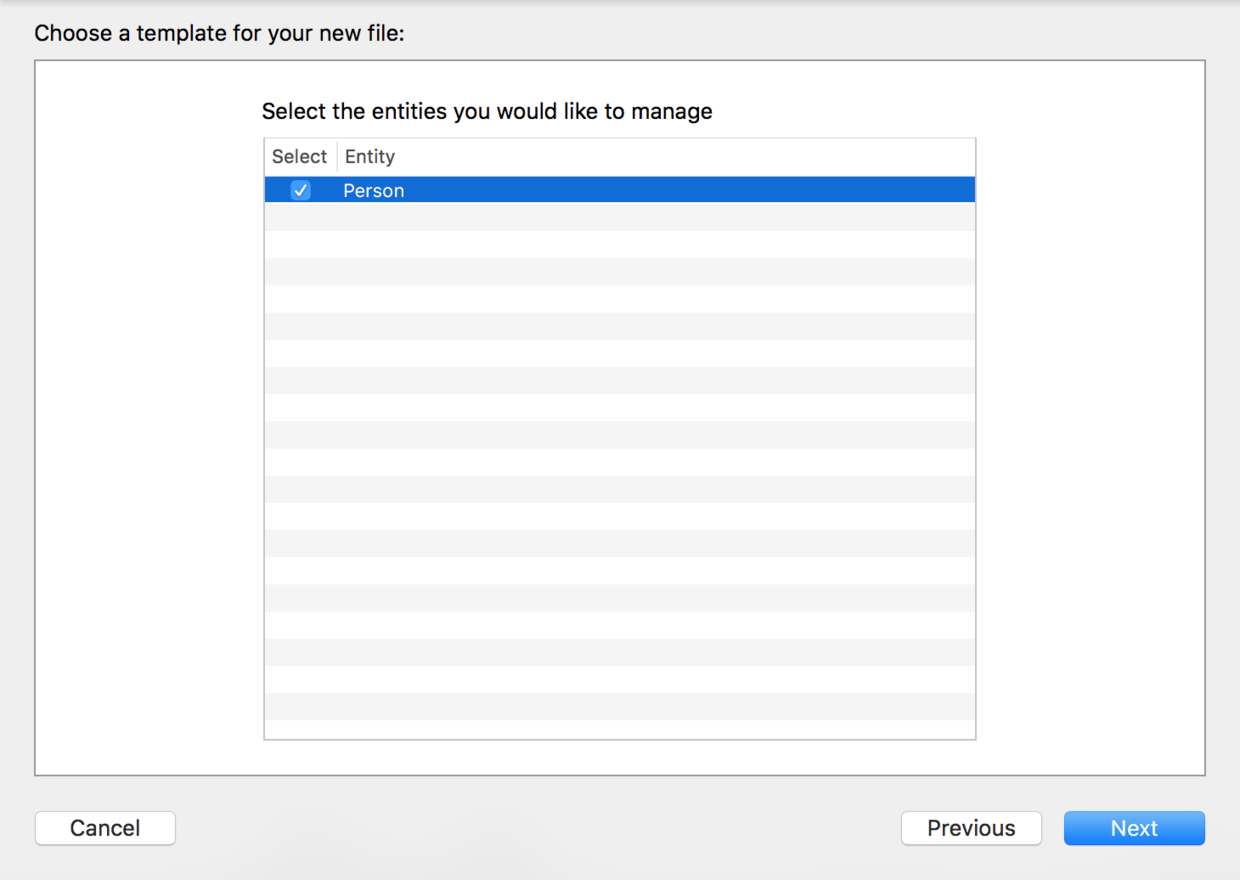 Choose a template for your new file:
Select the entities you would like to manage
Select Entity
Person
Cancel Previous Next